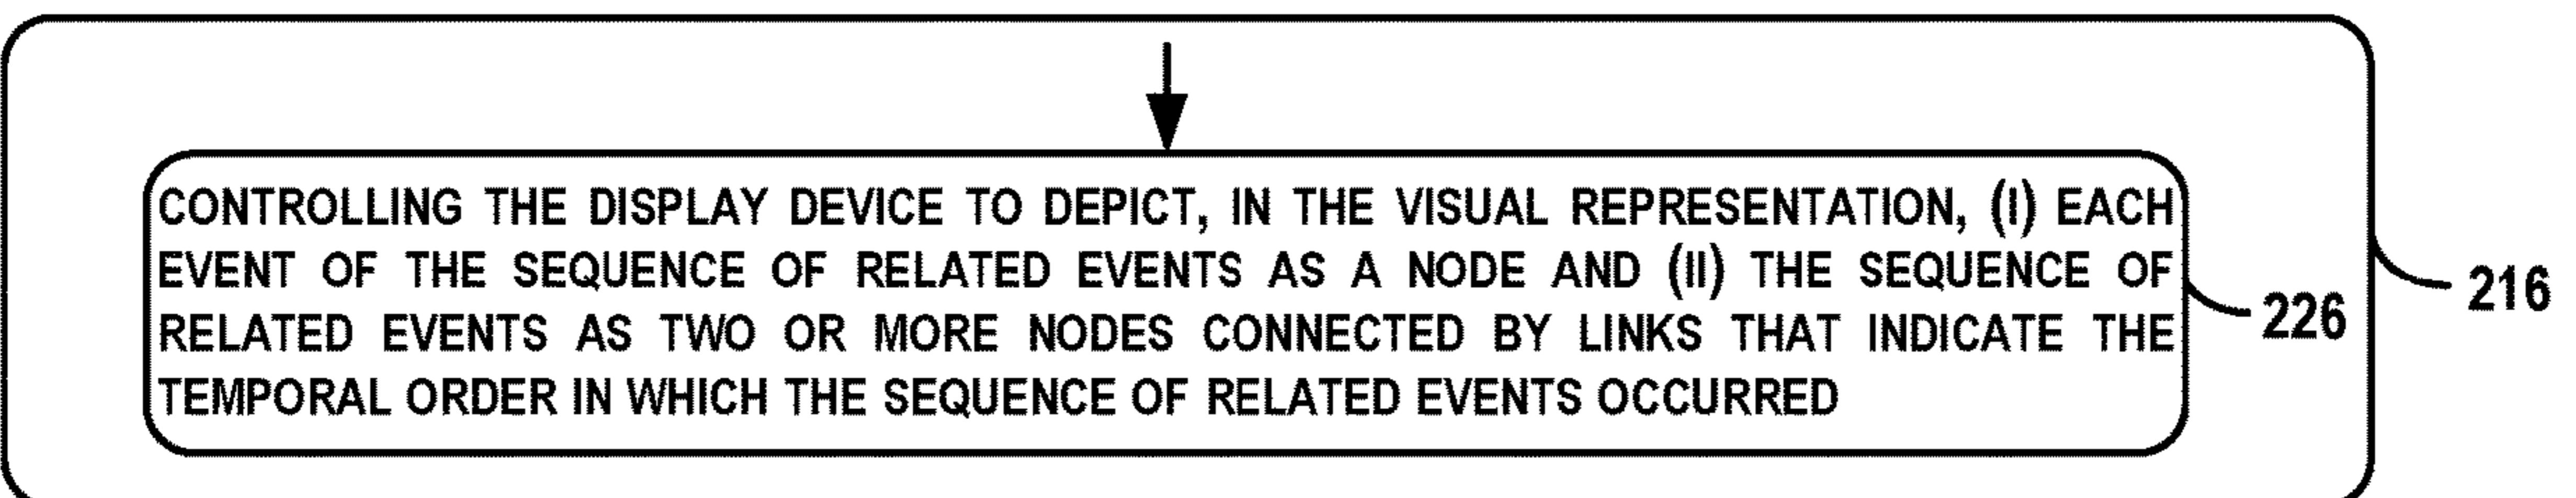 CONTROLLING THE DISPLAY DEVICE TO DEPICT, IN THE VISUAL REPRESENTATION, (I) EACH
EVENT OF THE SEQUENCE OF RELATED EVENTS AS A NODE AND (II) THE SEQUENCE OF
RELATED EVENTS AS TWO OR MORE NODES CONNECTED BY LINKS THAT INDICATE THE
TEMPORAL ORDER IN WHICH THE SEQUENCE OF RELATED EVENTS OCCURRED
226
216